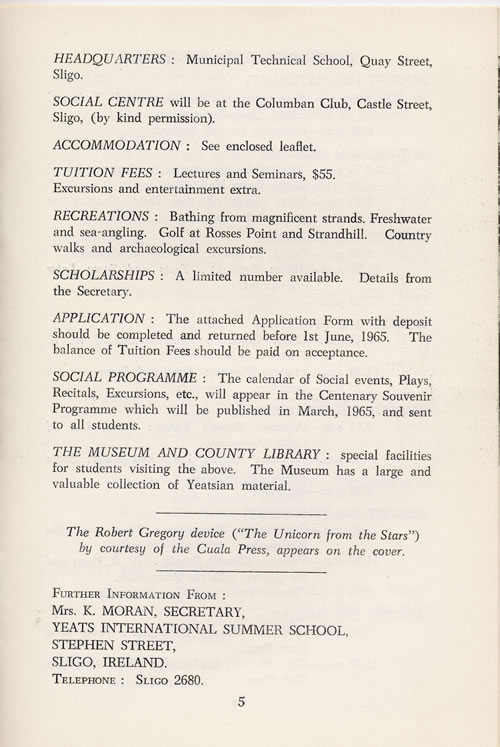 HEADQUARTERS : Municipal Technical School, Quay Street,
Sligo.
SOCIAL CENTRE will be at the Columban Club, Castle Street,
Sligo, (by kind permission).
ACCOMMODATION : See enclosed leaflet.
TUITION FEES : Lectures and Seminars, $55.
Excursions and entertainment extra.
RECREATIONS : Bathing from magnificent strands. Freshwater
and sea-angling. Golf at Rosses Point and Strandhill. Country
walks and archaeological excursions.
SCHOLARSHIPS : A limited number available. Details from
the Secretary.
APPLICATION : The attached Application Form with deposit
should be completed and returned before 1st June, 1965. The
balance of Tuition Fees should be paid on acceptance.
SOCIAL PROGRAMME : The calendar of Social events, Plays,
Recitals, Excursions, etc., will appear in the Centenary Souvenir
Programme which will be published in March, 1965, and sent
to all students.
THE MUSEUM AND COUNTY LIBRARY : special facilities
for students visiting the above. The Museum has a large and
valuable collection of Yeatsian material.
The Robert Gregory device ("The Unicorn from the Stars")
by courtesy of the Cuala Press, appears on the cover.
FURTHER INFORMATION FROM :
Mrs. K. MORAN, SECRETARY,
YEATS INTERNATIONAL SUMMER SCHOOL,
STEPHEN STREET,
SLIGO, IRELAND.
TELEPHONE : SLIGO 2680.
5